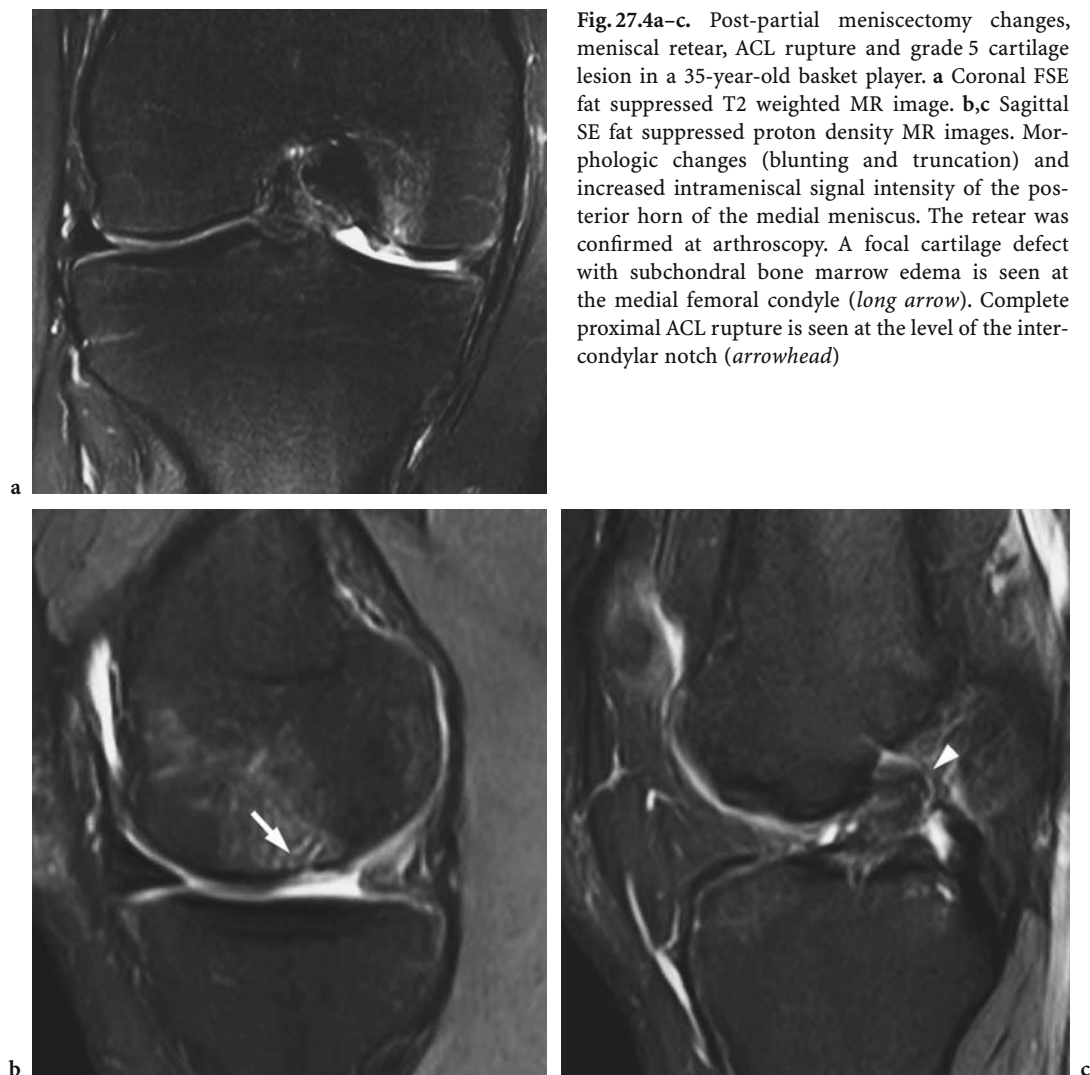 Fig. 27.4a–c. Post-partial meniscectomy changes,
meniscal retear, ACL rupture and grade 5 cartilage
lesion in a 35-year-old basket player. a Coronal FSE
fat suppressed T2 weighted MR image. b,c Sagittal
SE fat suppressed proton density MR images. Mor-
phologic changes (blunting and truncation) and
increased intrameniscal signal intensity of the pos-
terior horn of the medial meniscus. The retear was
confirmed at arthroscopy. A focal cartilage defect
with subchondral bone marrow edema is seen at
the medial femoral condyle (long arrow). Complete
proximal ACL rupture is seen at the level of the inter-
condylar notch (arrowhead)
a
b
c